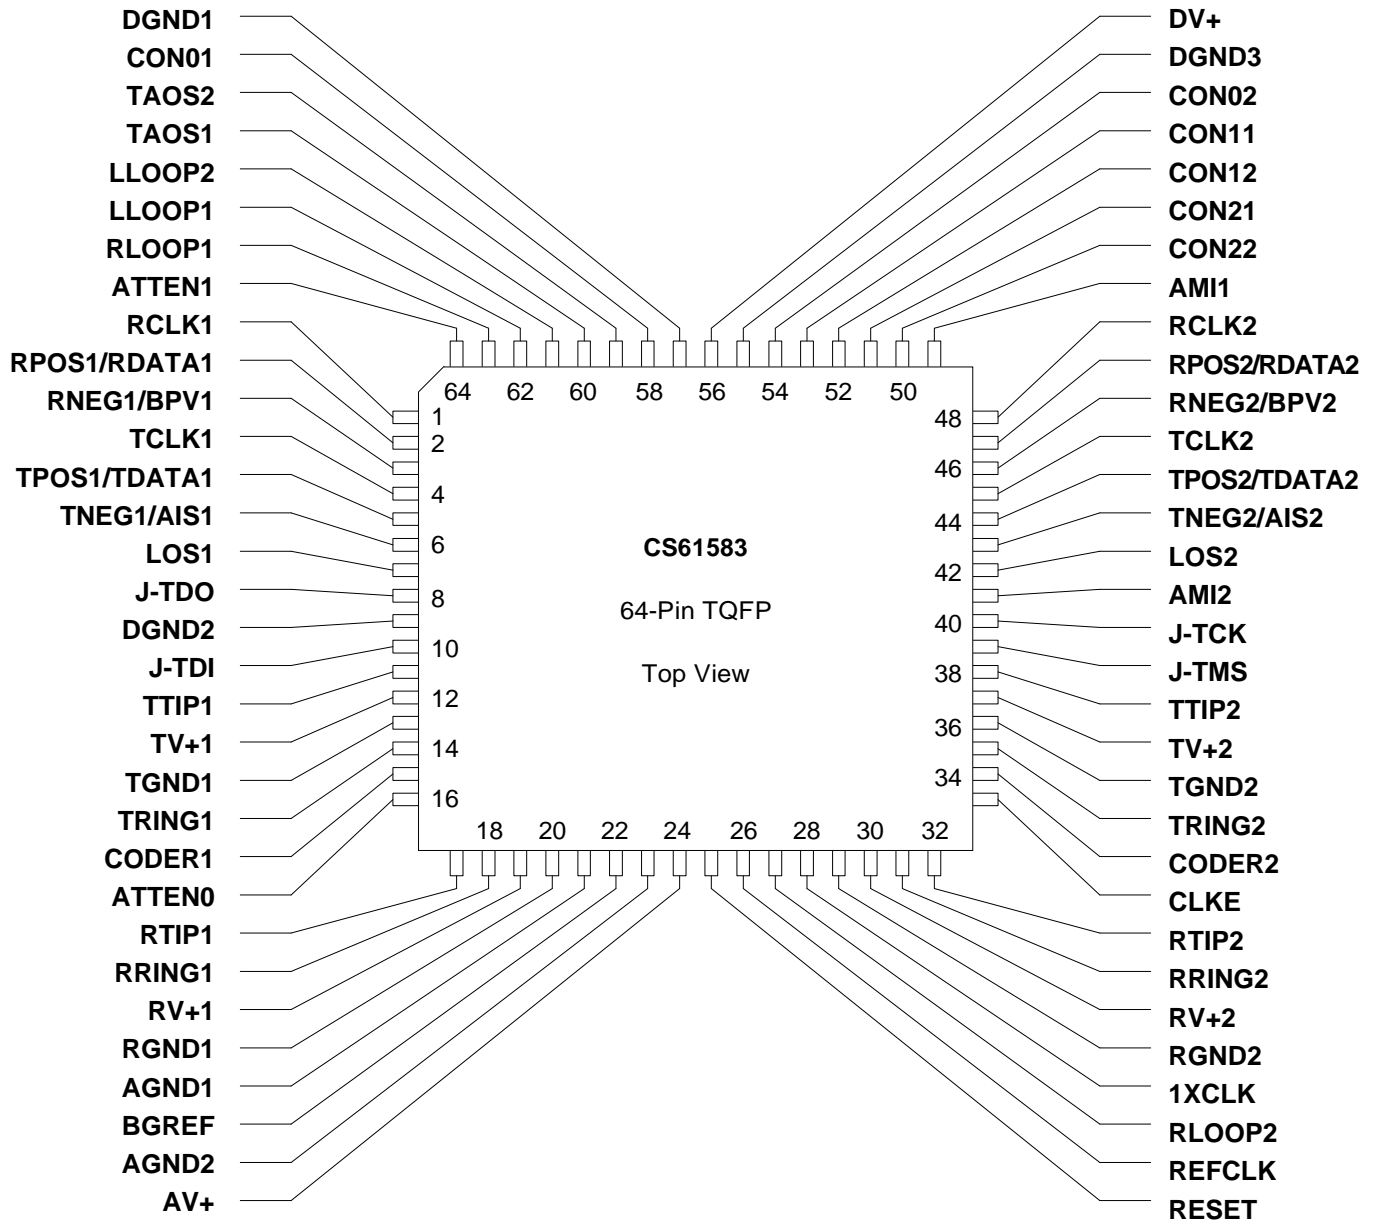 DGND1
CON01
TAOS2
TAOS1
LLOOP2
LLOOP1
RLOOP1
ATTEN1
RCLK1
RPOS1/RDATA1
RNEG1/BPV1
TCLK1
TPOS1/TDATA1
TNEG1/AIS1
LOS1
J-TDO
DGND2
J-TDI
TTIP1
TV+1
TGND1
TRING1
CODER1
ATTEN0
RTIP1
RRING1
RV+1
RGND1
AGND1
BGREF
AGND2
AV+
64 62 60 58 56 54 52 50
1
2
4
6
8
10
12
14
16
CS61583
64-Pin TQFP
Top View
48
46
44
42
40
38
36
34
18 20 22 24 26 28 30 32
DV+
DGND3
CON02
CON11
CON12
CON21
CON22
AMI1
RCLK2
RPOS2/RDATA2
RNEG2/BPV2
TCLK2
TPOS2/TDATA2
TNEG2/AIS2
LOS2
AMI2
J-TCK
J-TMS
TTIP2
TV+2
TGND2
TRING2
CODER2
CLKE
RTIP2
RRING2
RV+2
RGND2
1XCLK
RLOOP2
REFCLK
RESET